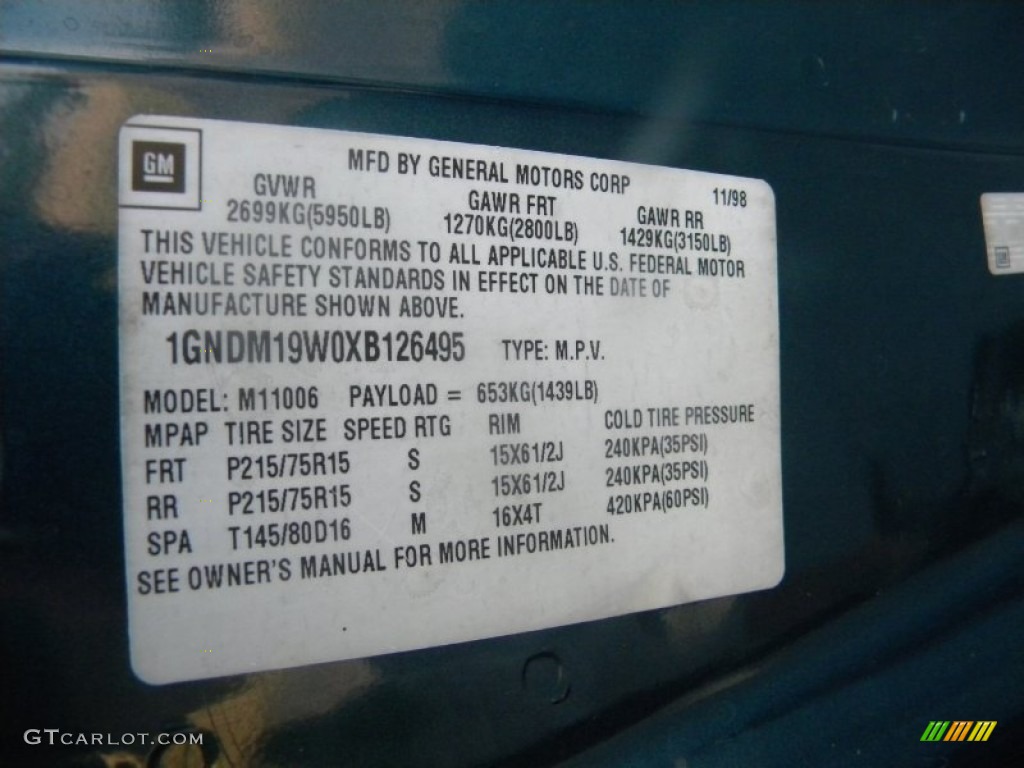 GM
MFD BY GENERAL MOTORS CORP 11/98
GVWR GAWR FRT GAWR RR
2699KG(5950LB) 1270KG(2800LB) 1429KG(3150LB)
THIS VEHICLE CONFORMS TO ALL APPLICABLE U.S. FEDERAL MOTOR
VEHICLE SAFETY STANDARDS IN EFFECT ON THE DATE OF
MANUFACTURE SHOWN ABOVE.
1GNDM19W0XB126495 TYPE: M.P.V.
MODEL: M11006 PAYLOAD = 653KG(1439LB)
MPAP TIRE SIZE SPEED RTG RIM COLD TIRE PRESSURE
FRT P215/75R15 S 15X61/2J 240KPA(35PSI)
RR P215/75R15 S 15X61/2J 240KPA(35PSI)
SPA T145/80D16 M 16X4T 420KPA(60PSI)
SEE OWNER'S MANUAL FOR MORE INFORMATION.
GTCARLOT.COM